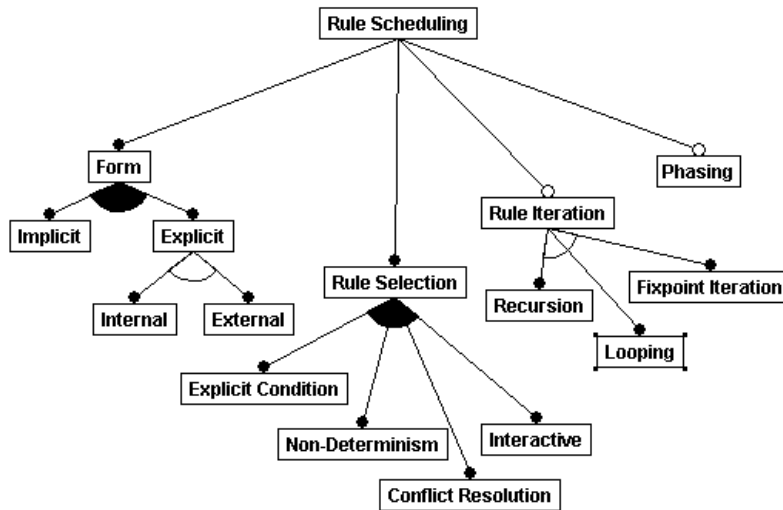 Rule Scheduling
Form
Phasing
Rule Iteration
Implicit
Explicit
Rule Selection
Fixpoint Iteration
Recursion
Internal
External
Looping
Explicit Condition
Non-Determinism
Interactive
Conflict Resolution